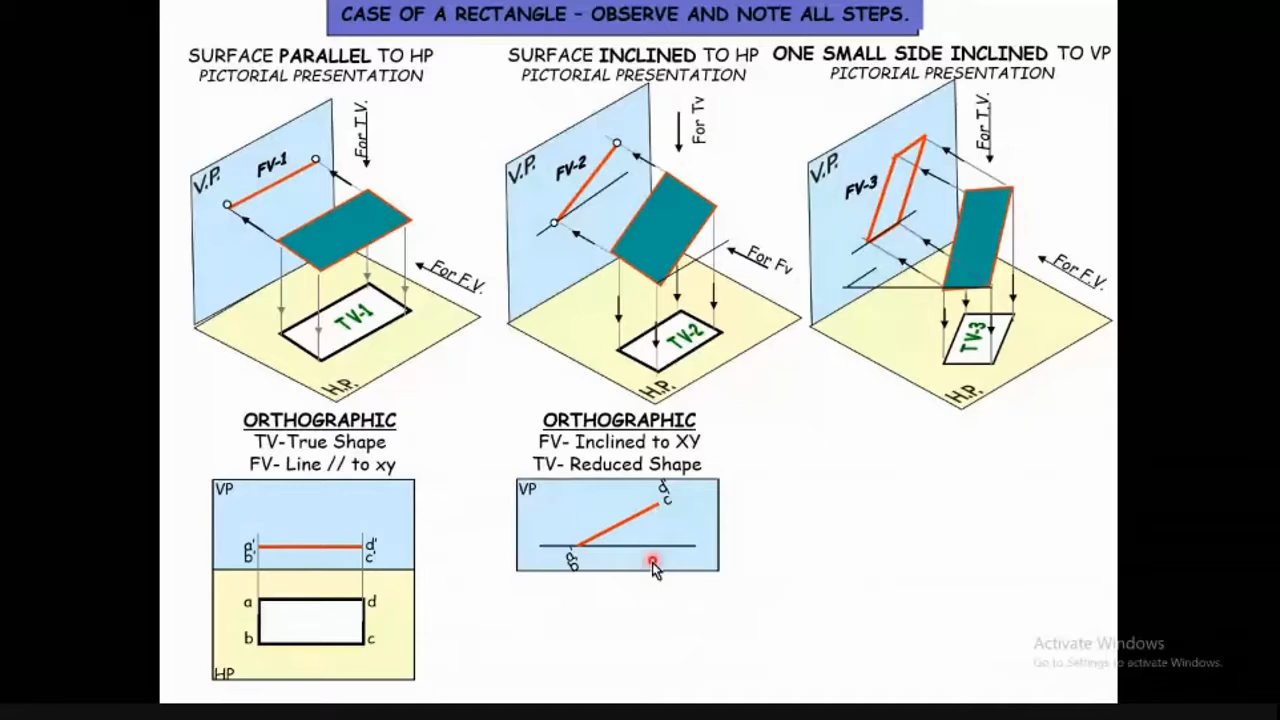 CASE OF A RECTANGLE – OBSERVE AND NOTE ALL STEPS.
SURFACE PARALLEL TO HP
PICTORIAL PRESENTATION
SURFACE INCLINED TO HP
PICTORIAL PRESENTATION
ONE SMALL SIDE INCLINED TO VP
PICTORIAL PRESENTATION
V.P.
FV-1
For T.V.
For F.V.
TV-1
H.P.
V.P.
FV-2
For Tv
For Fv
TV-2
H.P.
V.P.
FV-3
For T.V.
For F.V.
TV-3
H.P.
ORTHOGRAPHIC
TV-True Shape
FV- Line // to xy
VP
a' d'
b' c'
a d
b c
HP
ORTHOGRAPHIC
FV- Inclined to XY
TV- Reduced Shape
VP
d'
c'
a'
b'
Activate Windows
Go to Settings to activate Windows.